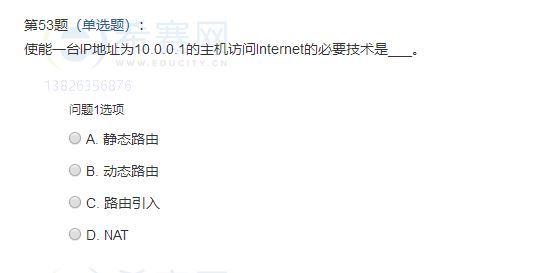 第53题（单选题）：
使能一台IP地址为10.0.0.1的主机访问Internet的必要技术是___。
希赛网
WWW.EDUCITY.CN
13826356876
问题1选项
A. 静态路由
B. 动态路由
C. 路由引入
D. NAT